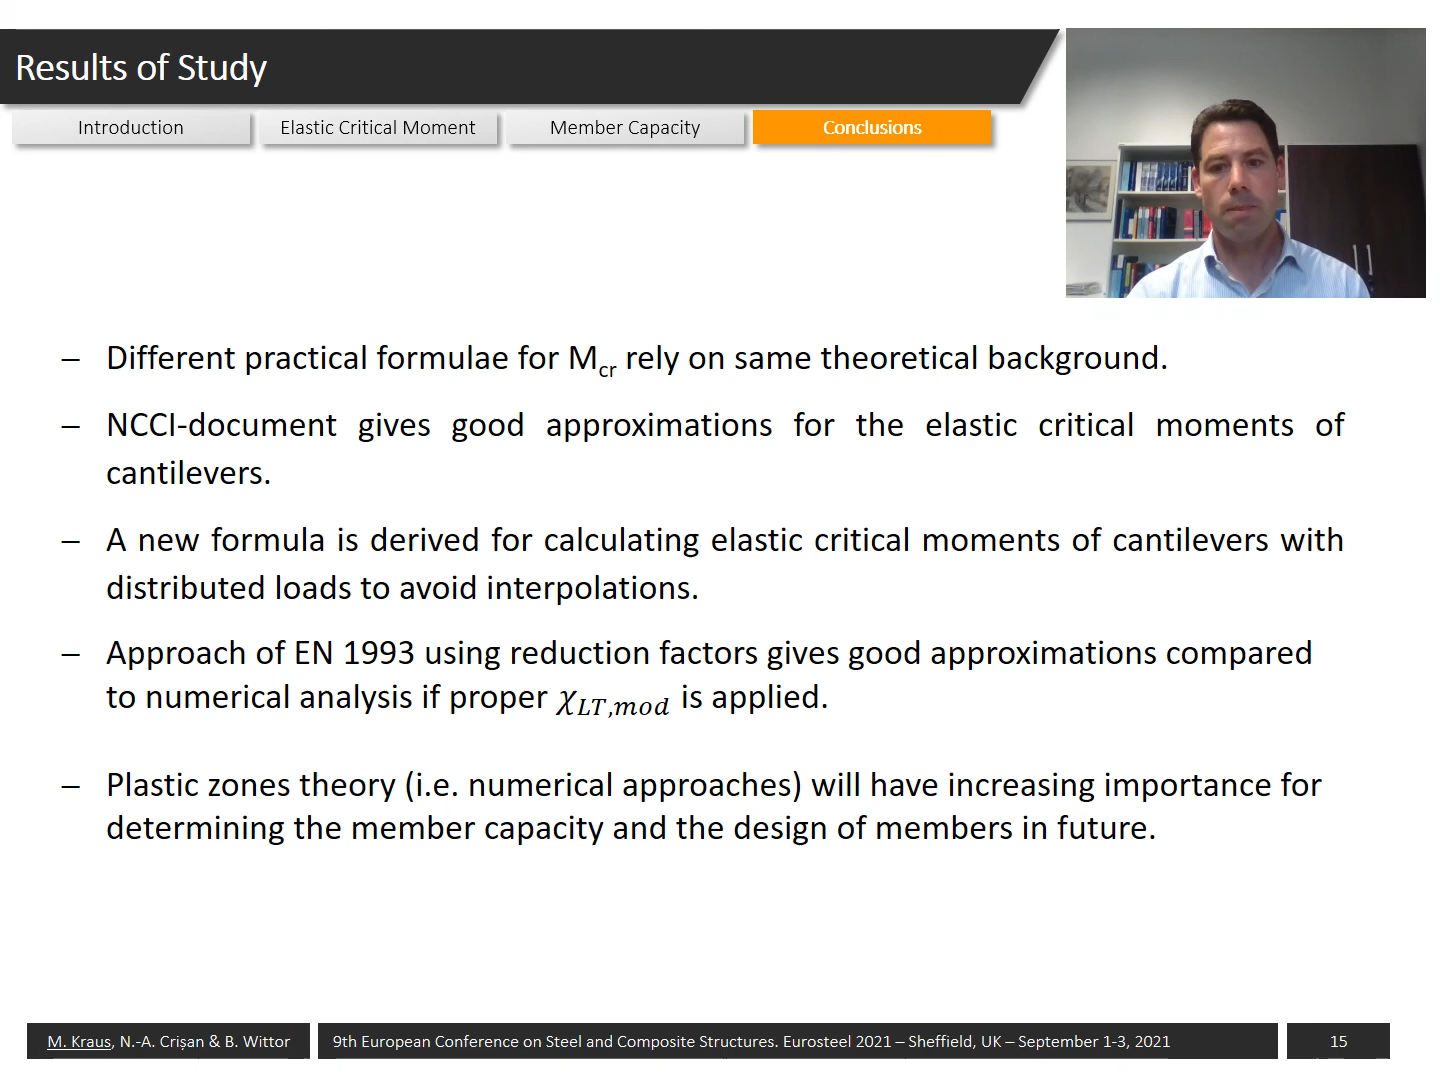 Results of Study
Introduction
Elastic Critical Moment
Member Capacity
Conclusions
– Different practical formulae for Mcr rely on same theoretical background.
– NCCI-document gives good approximations for the elastic critical moments of
cantilevers.
– A new formula is derived for calculating elastic critical moments of cantilevers with
distributed loads to avoid interpolations.
– Approach of EN 1993 using reduction factors gives good approximations compared
to numerical analysis if proper χLT,mod is applied.
– Plastic zones theory (i.e. numerical approaches) will have increasing importance for
determining the member capacity and the design of members in future.
M. Kraus, N.-A. Crișan & B. Wittor
9th European Conference on Steel and Composite Structures. Eurosteel 2021 – Sheffield, UK – September 1-3, 2021
15